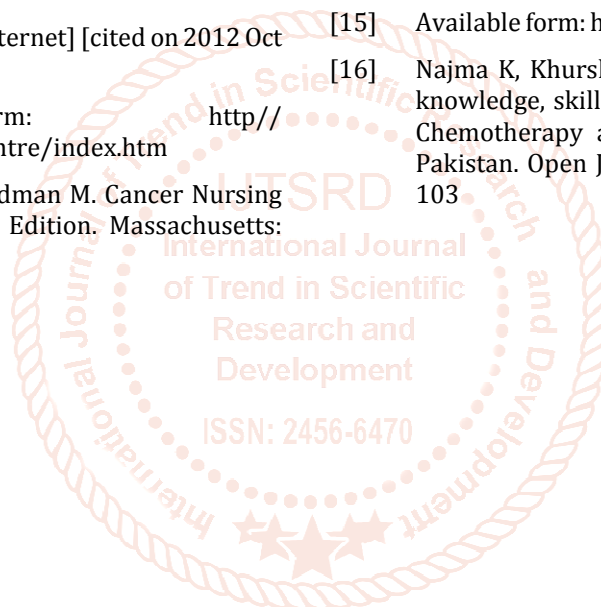 ternet] [cited on 2012 Oct
rm: http//
ntre/index.htm
dman M. Cancer Nursing
Edition. Massachusetts:
[15] Available form: h
[16] Najma K, Khursl
knowledge, skill
Chemotherapy a
Pakistan. Open J
103
International Journal of Trend in Scientific Research and Development
IJTSRD
International Journal
of Trend in Scientific
Research and
Development
ISSN: 2456-6470